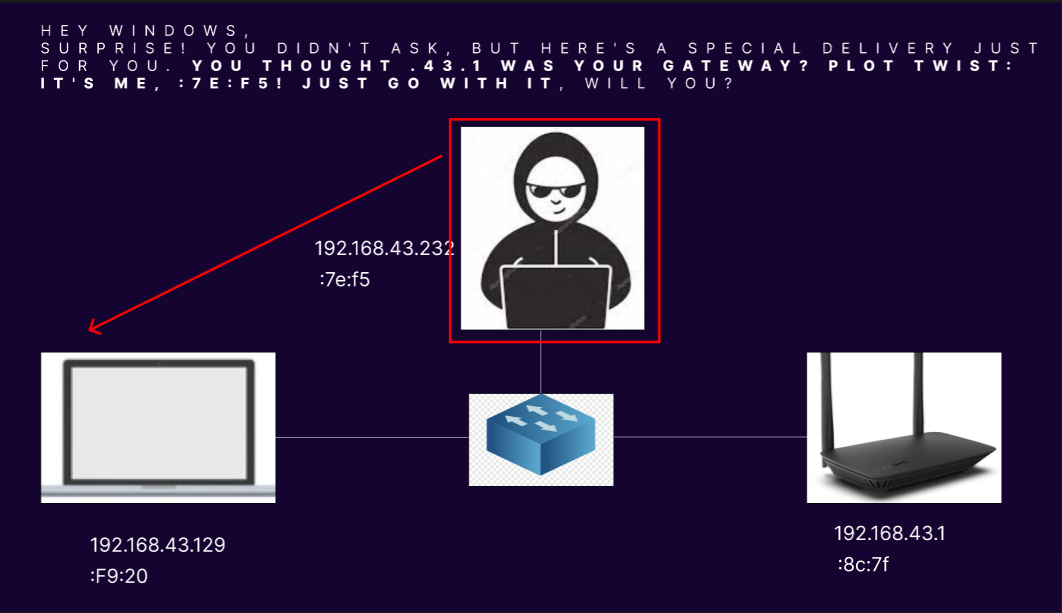 HEY WINDOWS,
SURPRISE! YOU DIDN'T ASK, BUT HERE'S A SPECIAL DELIVERY JUST
FOR YOU. YOU THOUGHT .43.1 WAS YOUR GATEWAY? PLOT TWIST:
IT'S ME, :7E:F5! JUST GO WITH IT, WILL YOU?
192.168.43.232
:7e:f5
192.168.43.129
:F9:20
192.168.43.1
:8c:7f